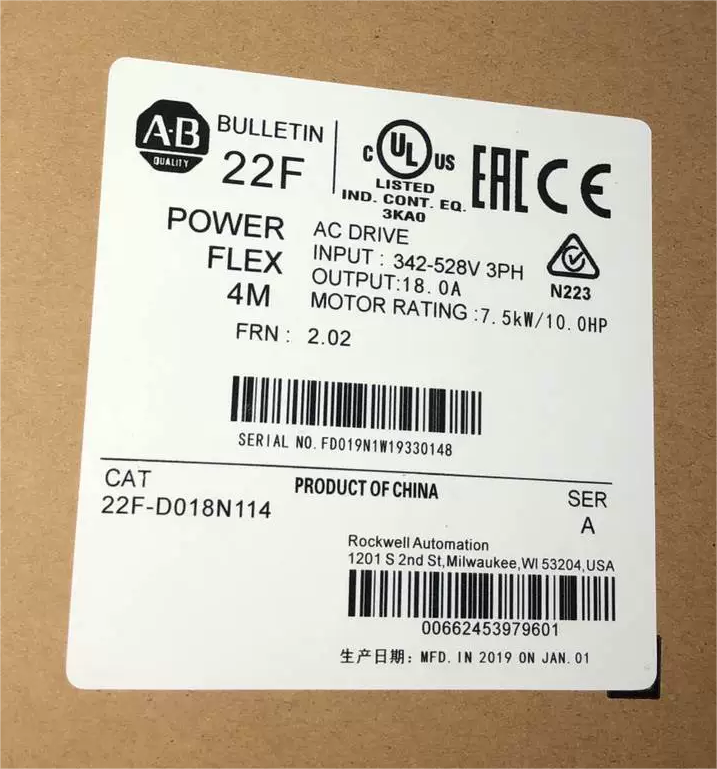 A·B
QUALITY
BULLETIN
22F
C UL US
LISTED
IND. CONT. EQ.
3KA0
EAC CE
N223
POWER
FLEX
4M
AC DRIVE
INPUT : 342-528V 3PH
OUTPUT:18.0A
MOTOR RATING :7.5kW/10.0HP
FRN : 2.02
SERIAL NO. FD019N1W19330148
CAT
22F-D018N114
PRODUCT OF CHINA
SER
A
Rockwell Automation
1201 S 2nd St,Milwaukee,WI 53204,USA
00662453979601
生产日期: MFD. IN 2019 ON JAN. 01